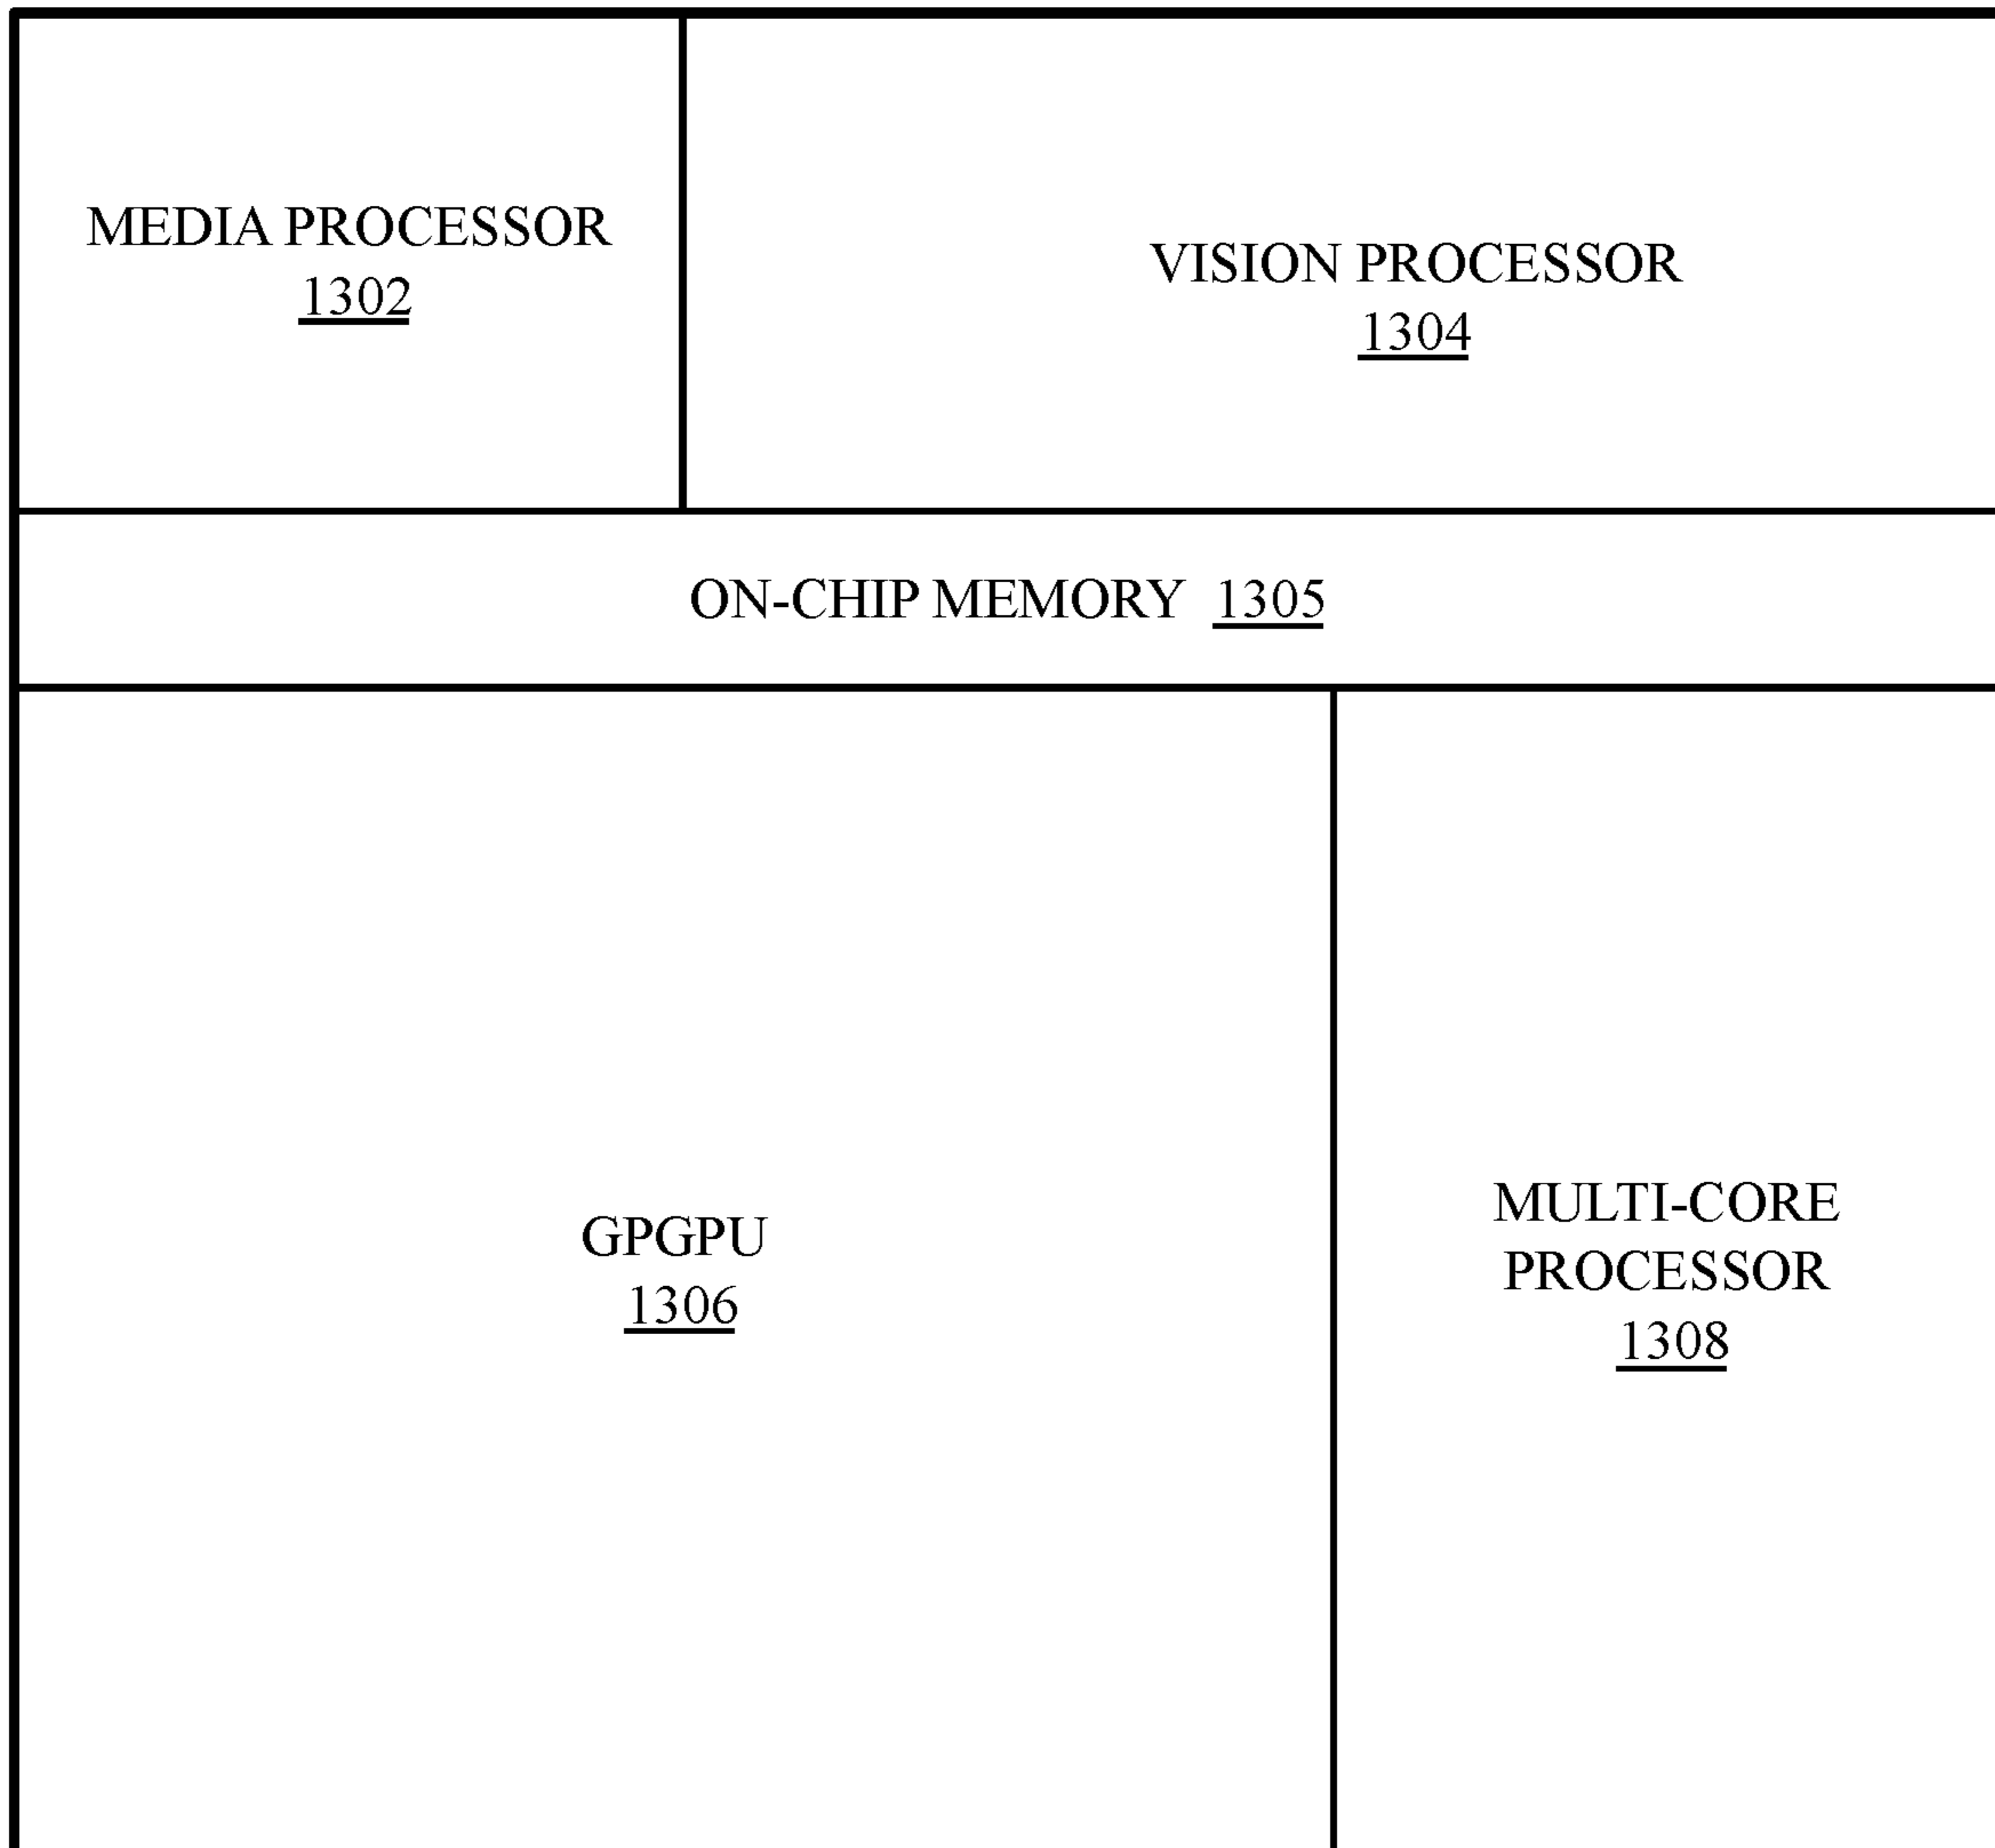 MEDIA PROCESSOR
1302
VISION PROCESSOR
1304
ON-CHIP MEMORY 1305
GPGPU
1306
MULTI-CORE
PROCESSOR
1308